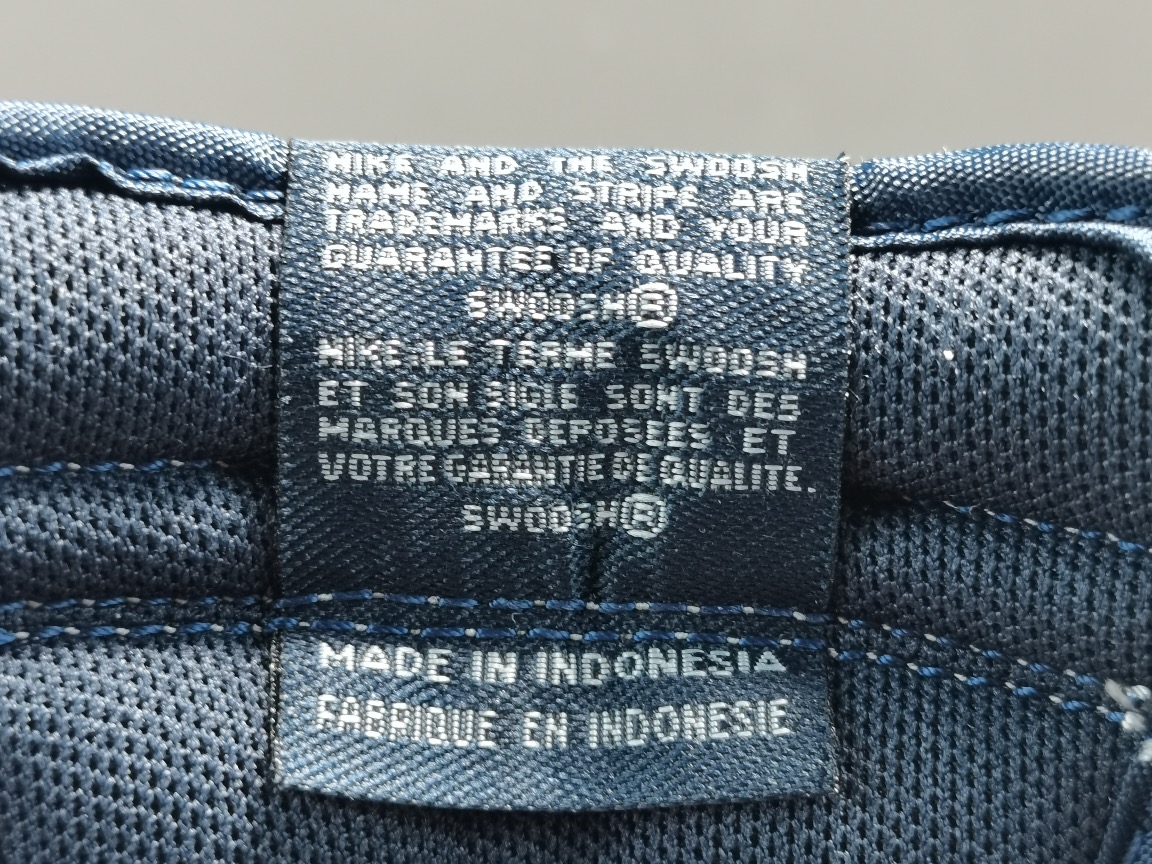 NIKE AND THE SWOOSH
NAME AND STRIPE ARE
TRADEMARKS AND YOUR
GUARANTEE OF QUALITY
SWOOSH®
NIKE LE TERME SWOOSH
ET SON SIGLE SONT DES
MARQUES DEPOSEES ET
VOTRE GARANTIE DE QUALITE.
SWOOSH®
MADE IN INDONESIA
FABRIQUE EN INDONESIE